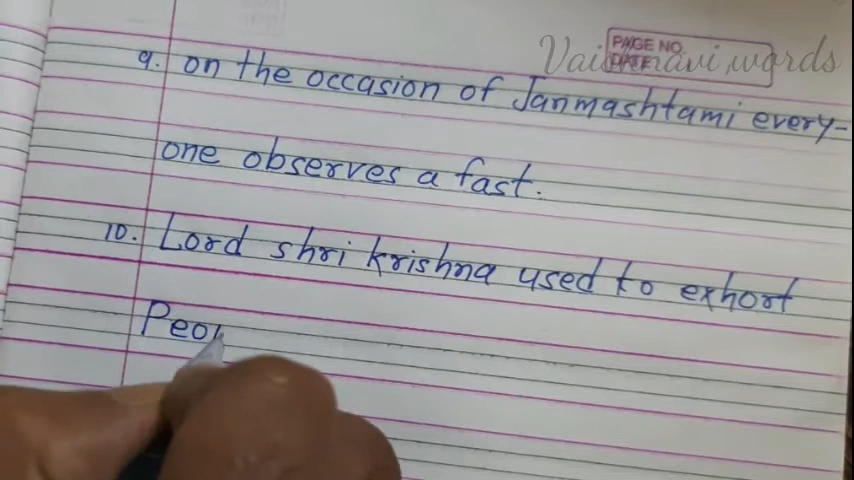 Vaishnavi words
PAGE NO.
DATE
9. on the occasion of Janmashtami every-
one observes a fast.
10. Lord shri krishna used to exhort